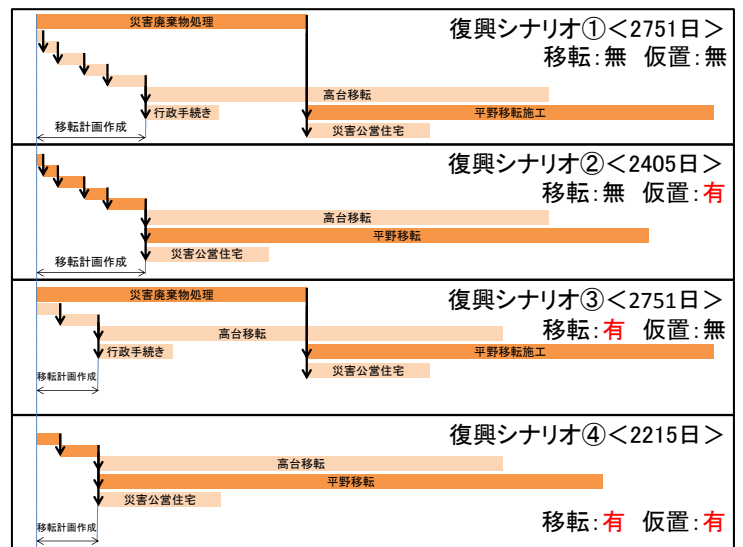 災害廃棄物処理
復興シナリオ①<2751日>
移転:無 仮置:無
高台移転
行政手続き
平野移転施工
移転計画作成
災害公営住宅
復興シナリオ②<2405日>
移転:無 仮置:有
高台移転
平野移転
災害公営住宅
移転計画作成
災害廃棄物処理
復興シナリオ③<2751日>
移転:有 仮置:無
高台移転
行政手続き
平野移転施工
災害公営住宅
移転計画作成
復興シナリオ④<2215日>
高台移転
平野移転
災害公営住宅
移転計画作成
移転:有 仮置:有